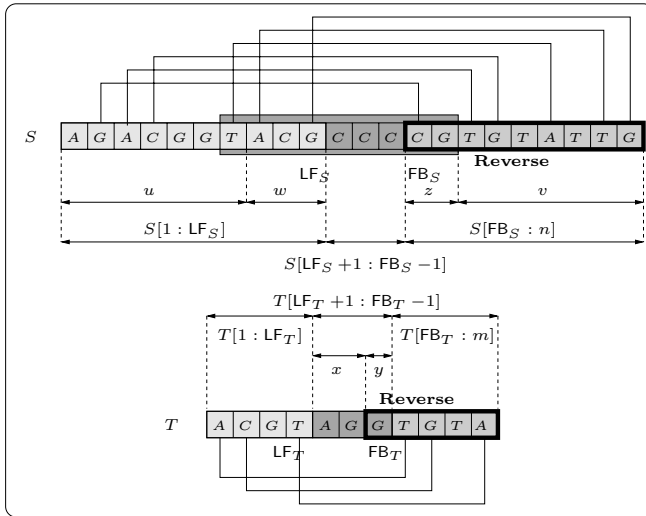 S A G A C G G T A C G C C C C G T G T A T T G
LF_S FB_S Reverse
u w z v
S[1 : LF_S] S[FB_S : n]
S[LF_S +1 : FB_S −1]
T[LF_T +1 : FB_T −1]
T[1 : LF_T] T[FB_T : m]
x y
Reverse
T A C G T A G G T G T A
LF_T FB_T